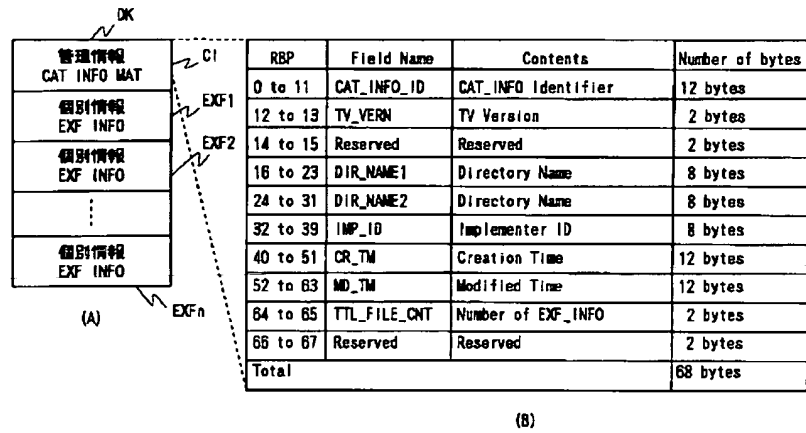 DK
管理情報
CAT INFO MAT
CI
個別情報
EXF INFO
EXF1
個別情報
EXF INFO
EXF2
個別情報
EXF INFO
EXFn
(A)
RBP Field Name Contents Number of bytes
0 to 11 CAT_INFO_ID CAT_INFO Identifier 12 bytes
12 to 13 TV_VERN TV Version 2 bytes
14 to 15 Reserved Reserved 2 bytes
16 to 23 DIR_NAME1 Directory Name 8 bytes
24 to 31 DIR_NAME2 Directory Name 8 bytes
32 to 39 IMP_ID Implementer ID 8 bytes
40 to 51 CR_TM Creation Time 12 bytes
52 to 63 MD_TM Modified Time 12 bytes
64 to 65 TTL_FILE_CNT Number of EXF_INFO 2 bytes
66 to 67 Reserved Reserved 2 bytes
Total 68 bytes
(B)